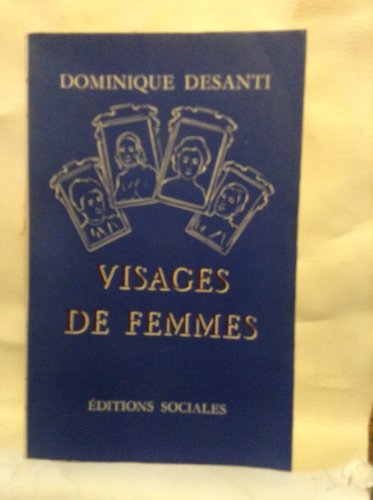 DOMINIQUE DESANTI
VISAGES
DE FEMMES
ÉDITIONS SOCIALES